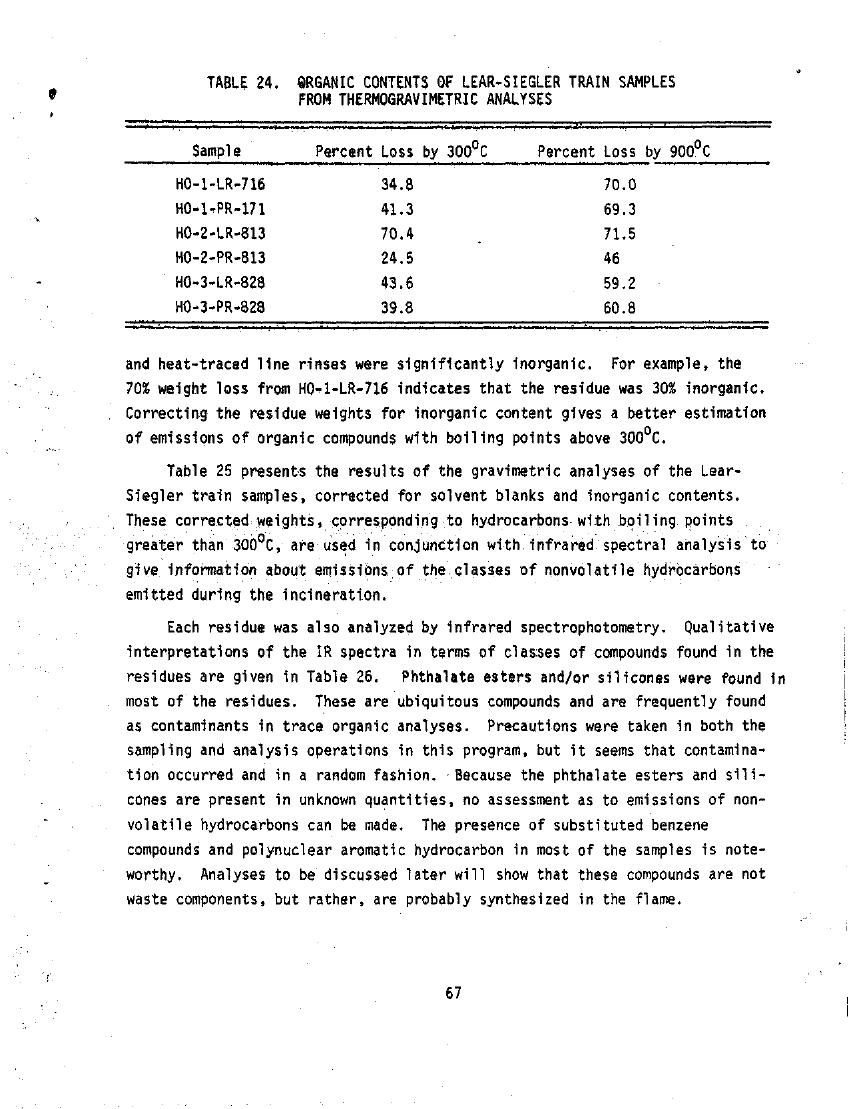 TABLE 24. ORGANIC CONTENTS OF LEAR-SIEGLER TRAIN SAMPLES
FROM THERMOGRAVIMETRIC ANALYSES
Sample Percent Loss by 300⁰C Percent Loss by 900⁰C
HO-1-LR-716 34.8 70.0
HO-1-PR-171 41.3 69.3
HO-2-LR-813 70.4 71.5
HO-2-PR-813 24.5 46
HO-3-LR-828 43.6 59.2
HO-3-PR-828 39.8 60.8
and heat-traced line rinses were significantly inorganic. For example, the
70% weight loss from HO-1-LR-716 indicates that the residue was 30% inorganic.
Correcting the residue weights for inorganic content gives a better estimation
of emissions of organic compounds with boiling points above 300⁰C.
Table 25 presents the results of the gravimetric analyses of the Lear-
Siegler train samples, corrected for solvent blanks and inorganic contents.
These corrected weights, corresponding to hydrocarbons with boiling points
greater than 300⁰C, are used in conjunction with infrared spectral analysis to
give information about emissions of the classes of nonvolatile hydrocarbons
emitted during the incineration.
Each residue was also analyzed by infrared spectrophotometry. Qualitative
interpretations of the IR spectra in terms of classes of compounds found in the
residues are given in Table 26. Phthalate esters and/or silicones were found in
most of the residues. These are ubiquitous compounds and are frequently found
as contaminants in trace organic analyses. Precautions were taken in both the
sampling and analysis operations in this program, but it seems that contamina-
tion occurred and in a random fashion. Because the phthalate esters and sili-
cones are present in unknown quantities, no assessment as to emissions of non-
volatile hydrocarbons can be made. The presence of substituted benzene
compounds and polynuclear aromatic hydrocarbon in most of the samples is note-
worthy. Analyses to be discussed later will show that these compounds are not
waste components, but rather, are probably synthesized in the flame.
67